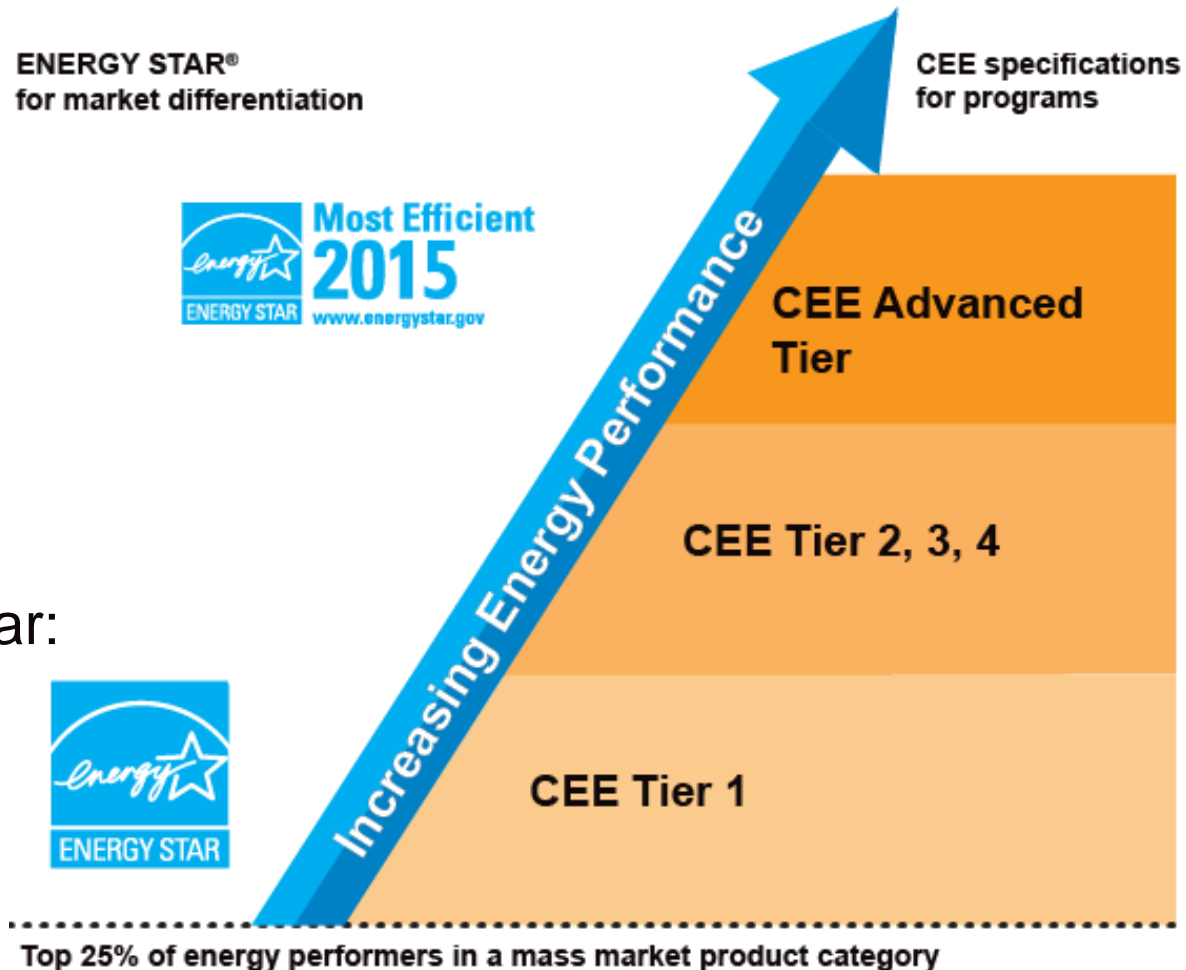 ENERGY STAR®
for market differentiation
CEE specifications
for programs
energy
ENERGY STAR
Most Efficient
2015
www.energystar.gov
Increasing Energy Performance
CEE Advanced
Tier
CEE Tier 2, 3, 4
ar:
energy
ENERGY STAR
CEE Tier 1
Top 25% of energy performers in a mass market product category